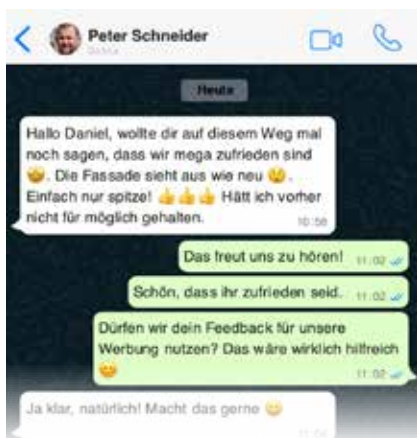 Peter Schneider
Heute
Hallo Daniel, wollte dir auf diesem Weg mal
noch sagen, dass wir mega zufrieden sind
🤩. Die Fassade sieht aus wie neu 😲.
Einfach nur spitze! 👍👍👍 Hätt ich vorher
nicht für möglich gehalten.
10:56
Das freut uns zu hören! 11:02
Schön, dass ihr zufrieden seid. 11:02
Dürfen wir dein Feedback für unsere
Werbung nutzen? Das wäre wirklich hilfreich
😊
11:02
Ja klar, natürlich! Macht das gerne 😊